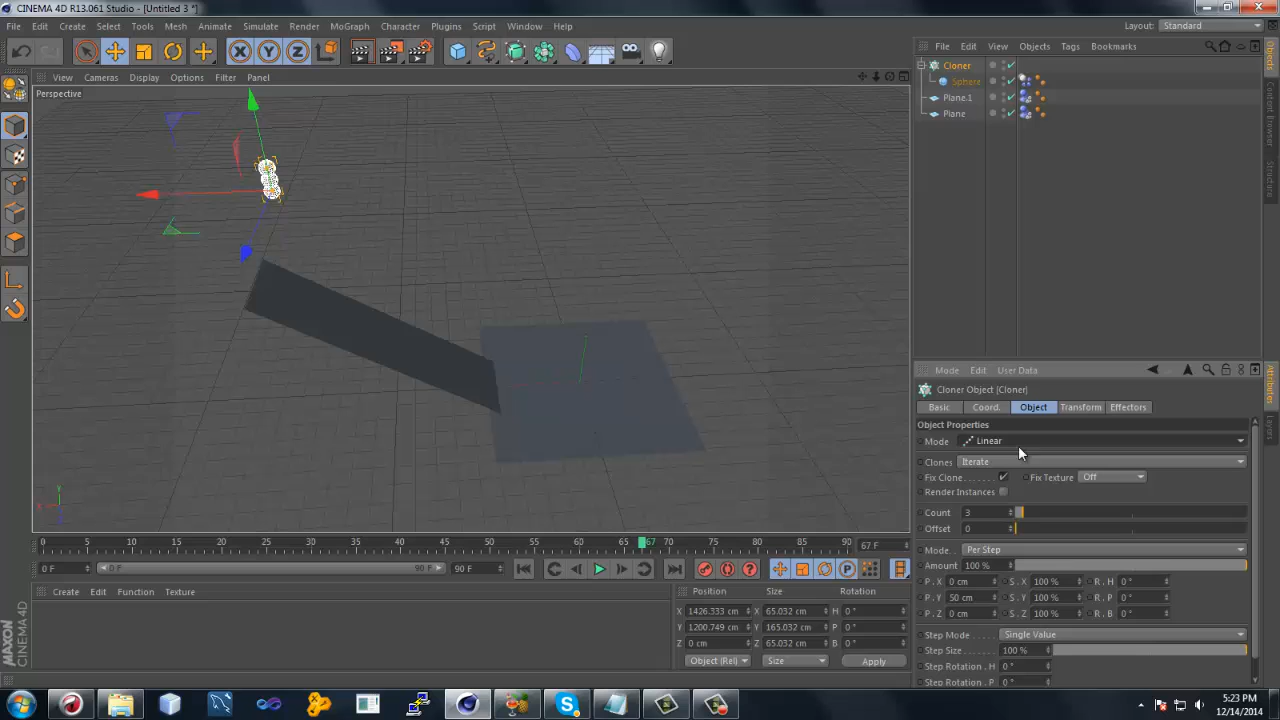 CINEMA 4D R13.061 Studio - [Untitled 3 *]
File Edit Create Select Tools Mesh Animate Simulate Render MoGraph Character Plugins Script Window Help Layout: Standard
X Y Z
File Edit View Objects Tags Bookmarks
View Cameras Display Options Filter Panel
Perspective
Cloner
Sphere
Plane.1
Plane
Objects
Content Browser
Structure
Mode Edit User Data
Cloner Object [Cloner]
Basic Coord. Object Transform Effectors
Object Properties
Mode Linear
Clones Iterate
Fix Clone Fix Texture Off
Render Instances
Count 3
Offset 0
Mode Per Step
Amount 100 %
P . X 0 cm S . X 100 % R . H 0 °
P . Y 50 cm S . Y 100 % R . P 0 °
P . Z 0 cm S . Z 100 % R . B 0 °
Step Mode Single Value
Step Size 100 %
Step Rotation . H 0 °
Step Rotation . P 0 °
Attributes
Layers
Y
X
0 5 10 15 20 25 30 35 40 45 50 55 60 65 67 70 75 80 85 90 67 F
0 F 0 F 90 F 90 F
Create Edit Function Texture
Position Size Rotation
X 1426.333 cm X 65.032 cm H 0 °
Y 1200.749 cm Y 165.032 cm P 0 °
Z 0 cm Z 65.032 cm B 0 °
Object (Rel) Size Apply
MAXON
CINEMA 4D
5:23 PM
12/14/2014